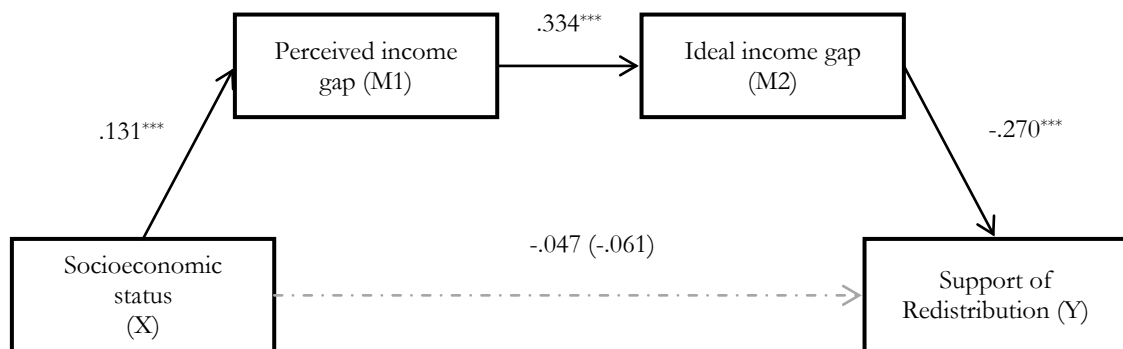 .334***
Perceived income
gap (M1)
Ideal income gap
(M2)
.131***
-.270***
-.047 (-.061)
Socioeconomic
status
(X)
Support of
Redistribution (Y)